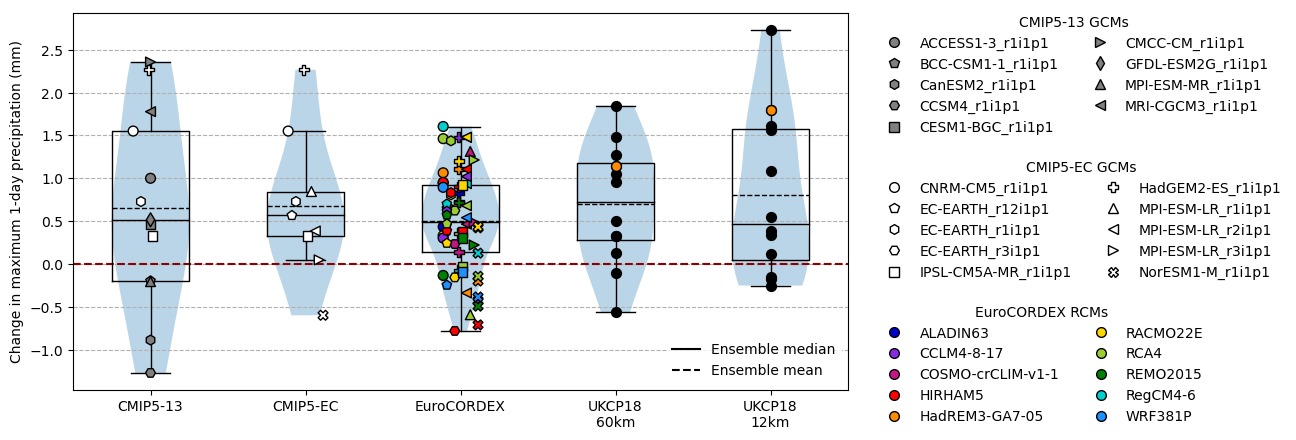 Change in maximum 1-day precipitation (mm)
2.5
2.0
1.5
1.0
0.5
0.0
−0.5
−1.0
CMIP5-13
CMIP5-EC
EuroCORDEX
UKCP18
60km
UKCP18
12km
Ensemble median
Ensemble mean
CMIP5-13 GCMs
ACCESS1-3_r1i1p1
BCC-CSM1-1_r1i1p1
CanESM2_r1i1p1
CCSM4_r1i1p1
CESM1-BGC_r1i1p1
CMCC-CM_r1i1p1
GFDL-ESM2G_r1i1p1
MPI-ESM-MR_r1i1p1
MRI-CGCM3_r1i1p1
CMIP5-EC GCMs
CNRM-CM5_r1i1p1
EC-EARTH_r12i1p1
EC-EARTH_r1i1p1
EC-EARTH_r3i1p1
IPSL-CM5A-MR_r1i1p1
HadGEM2-ES_r1i1p1
MPI-ESM-LR_r1i1p1
MPI-ESM-LR_r2i1p1
MPI-ESM-LR_r3i1p1
NorESM1-M_r1i1p1
EuroCORDEX RCMs
ALADIN63
CCLM4-8-17
COSMO-crCLIM-v1-1
HIRHAM5
HadREM3-GA7-05
RACMO22E
RCA4
REMO2015
RegCM4-6
WRF381P